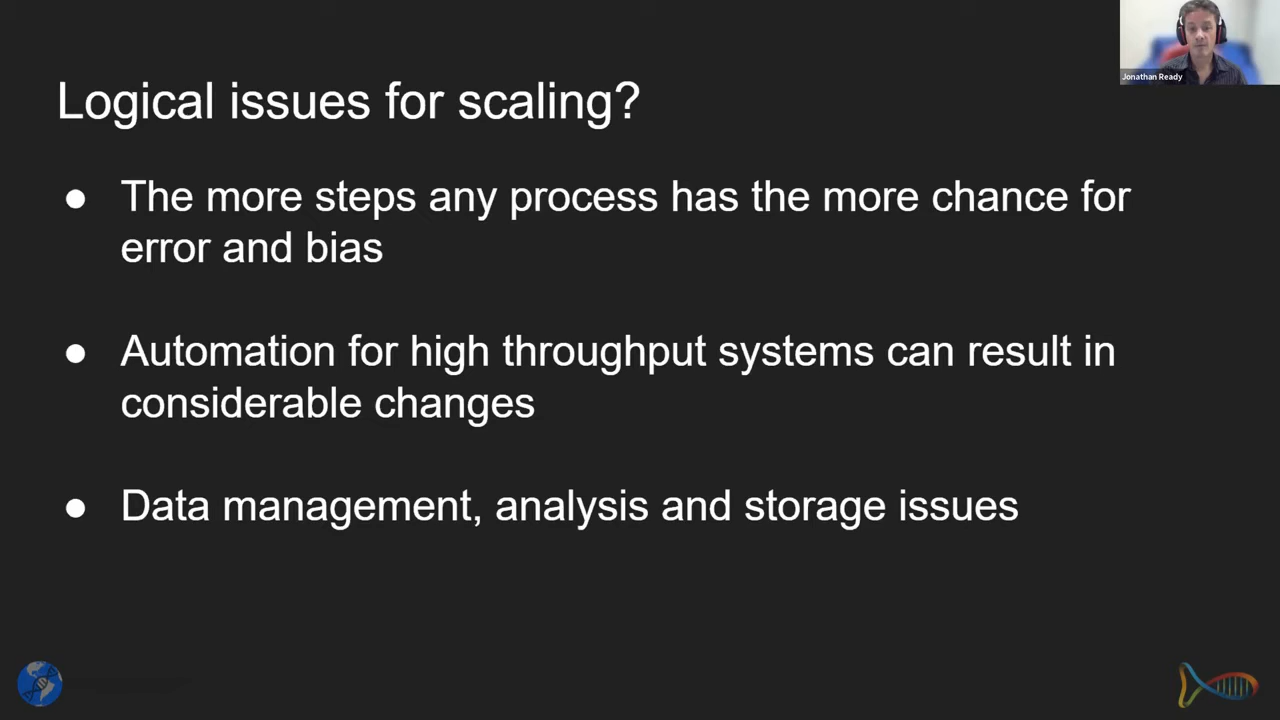 Jonathan Ready
Logical issues for scaling?
● The more steps any process has the more chance for
error and bias
● Automation for high throughput systems can result in
considerable changes
● Data management, analysis and storage issues